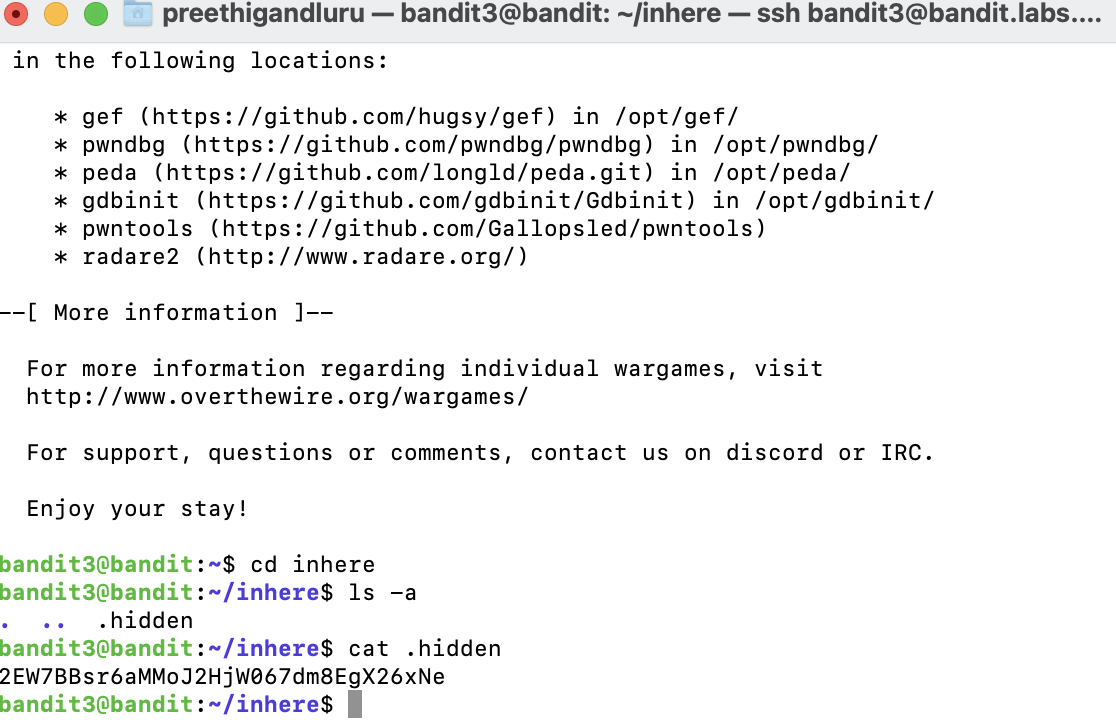 preethigandluru — bandit3@bandit: ~/inhere — ssh bandit3@bandit.labs....
in the following locations:
* gef (https://github.com/hugsy/gef) in /opt/gef/
* pwndbg (https://github.com/pwndbg/pwndbg) in /opt/pwndbg/
* peda (https://github.com/longld/peda.git) in /opt/peda/
* gdbinit (https://github.com/gdbinit/Gdbinit) in /opt/gdbinit/
* pwntools (https://github.com/Gallopsled/pwntools)
* radare2 (http://www.radare.org/)
--[ More information ]--
For more information regarding individual wargames, visit
http://www.overthewire.org/wargames/
For support, questions or comments, contact us on discord or IRC.
Enjoy your stay!
bandit3@bandit:~$ cd inhere
bandit3@bandit:~/inhere$ ls -a
. .. .hidden
bandit3@bandit:~/inhere$ cat .hidden
2EW7BBsr6aMMoJ2HjW067dm8EgX26xNe
bandit3@bandit:~/inhere$